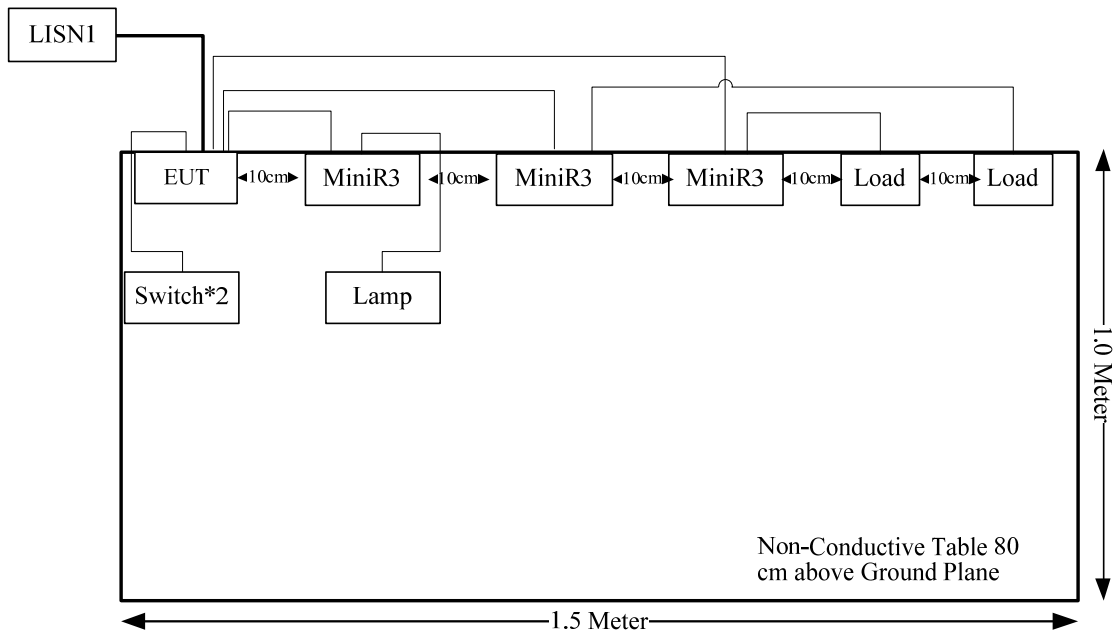 LISN1
EUT
10cm
MiniR3
10cm
MiniR3
10cm
MiniR3
10cm
Load
10cm
Load
Switch*2
Lamp
1.0 Meter
Non-Conductive Table 80
cm above Ground Plane
1.5 Meter